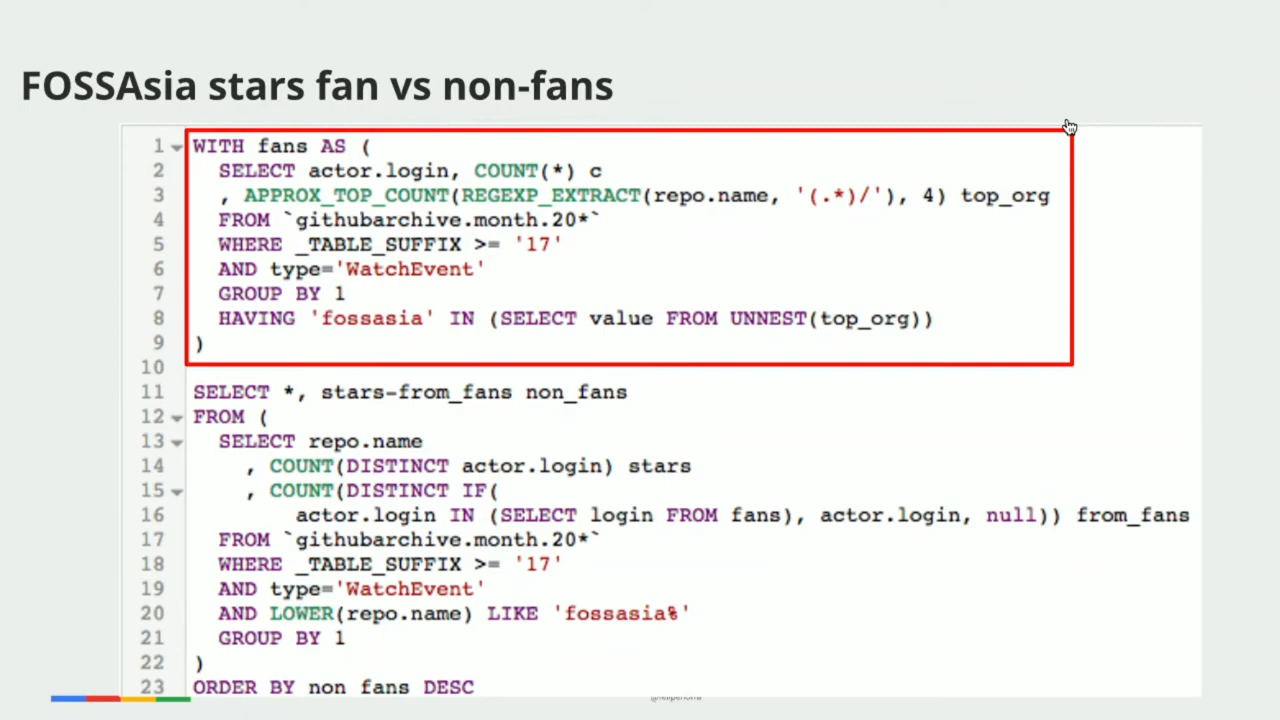 FOSSAsia stars fan vs non-fans
1 WITH fans AS (
2 SELECT actor.login, COUNT(*) c
3 , APPROX_TOP_COUNT(REGEXP_EXTRACT(repo.name, '(.*)/'), 4) top_org
4 FROM `githubarchive.month.20*`
5 WHERE _TABLE_SUFFIX >= '17'
6 AND type='WatchEvent'
7 GROUP BY 1
8 HAVING 'fossasia' IN (SELECT value FROM UNNEST(top_org))
9 )
10
11 SELECT *, stars-from_fans non_fans
12 FROM (
13 SELECT repo.name
14 , COUNT(DISTINCT actor.login) stars
15 , COUNT(DISTINCT IF(
16 actor.login IN (SELECT login FROM fans), actor.login, null)) from_fans
17 FROM `githubarchive.month.20*`
18 WHERE _TABLE_SUFFIX >= '17'
19 AND type='WatchEvent'
20 AND LOWER(repo.name) LIKE 'fossasia%'
21 GROUP BY 1
22 )
23 ORDER BY non_fans DESC